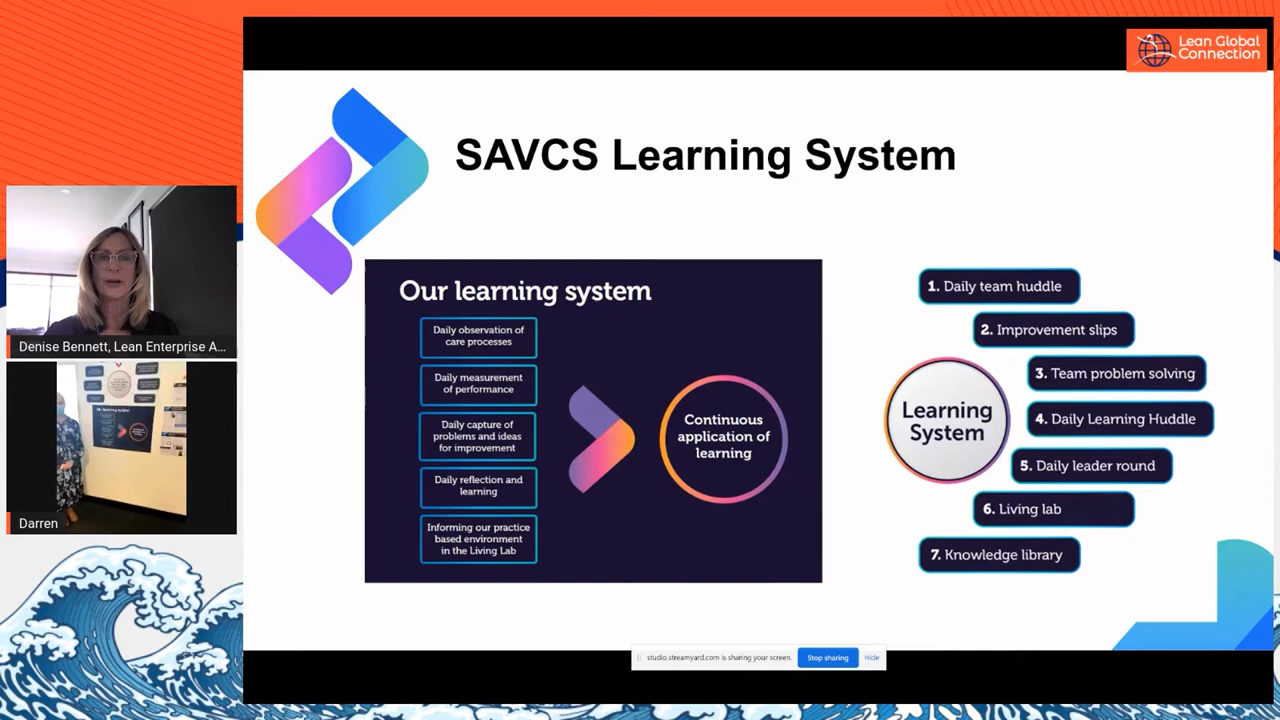 Lean Global
Connection
SAVCS Learning System
Our learning system
Daily observation of
care processes
Daily measurement
of performance
Daily capture of
problems and ideas
for improvement
Daily reflection and
learning
Informing our practice
based environment
in the Living Lab
Continuous
application of
learning
Learning
System
1. Daily team huddle
2. Improvement slips
3. Team problem solving
4. Daily Learning Huddle
5. Daily leader round
6. Living lab
7. Knowledge library
Denise Bennett, Lean Enterprise A...
Our learning system
Darren
studio.streamyard.com is sharing your screen.
Stop sharing
Hide